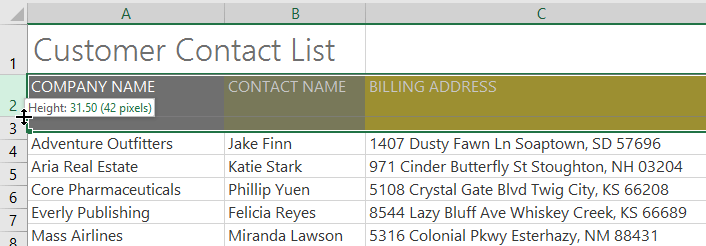 A B C
1 Customer Contact List
2 COMPANY NAME CONTACT NAME BILLING ADDRESS
Height: 31.50 (42 pixels)
3
4 Adventure Outfitters Jake Finn 1407 Dusty Fawn Ln Soaptown, SD 57696
5 Aria Real Estate Katie Stark 971 Cinder Butterfly St Stoughton, NH 03204
6 Core Pharmaceuticals Phillip Yuen 5108 Crystal Gate Blvd Twig City, KS 66208
7 Everly Publishing Felicia Reyes 8544 Lazy Bluff Ave Whiskey Creek, KS 66689
8 Mass Airlines Miranda Lawson 5316 Colonial Pkwy Esterhazy, NM 88431